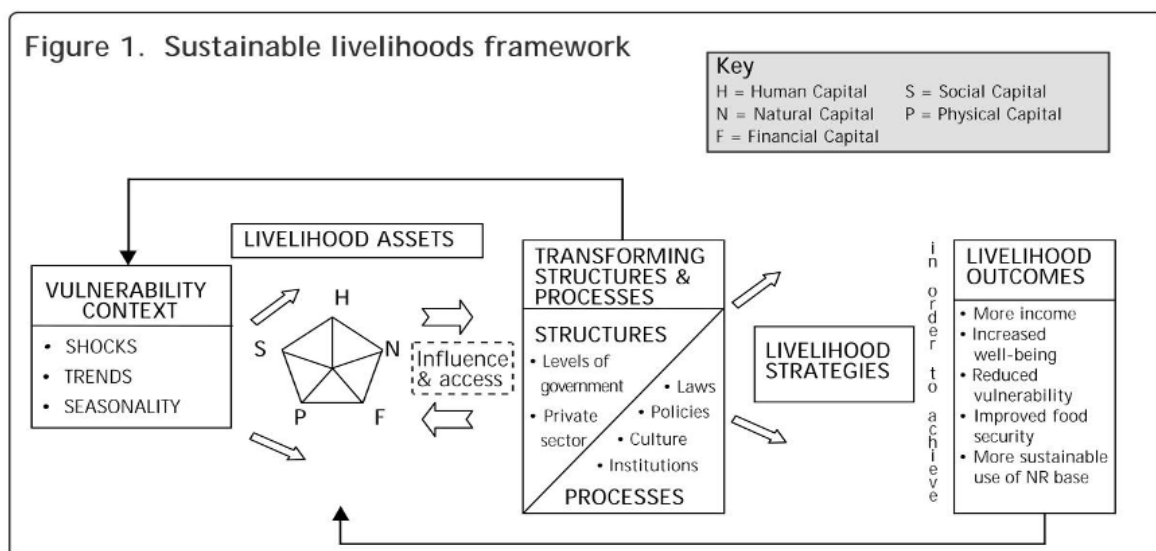 Figure 1. Sustainable livelihoods framework
Key
H = Human Capital S = Social Capital
N = Natural Capital P = Physical Capital
F = Financial Capital
LIVELIHOOD ASSETS
VULNERABILITY
CONTEXT
• SHOCKS
• TRENDS
• SEASONALITY
H
S
N
P
F
Influence
& access
TRANSFORMING
STRUCTURES &
PROCESSES
STRUCTURES
• Levels of
government
• Private
sector
• Laws
• Policies
• Culture
• Institutions
PROCESSES
LIVELIHOOD
STRATEGIES
in order to achieve
LIVELIHOOD
OUTCOMES
• More income
• Increased
well-being
• Reduced
vulnerability
• Improved food
security
• More sustainable
use of NR base